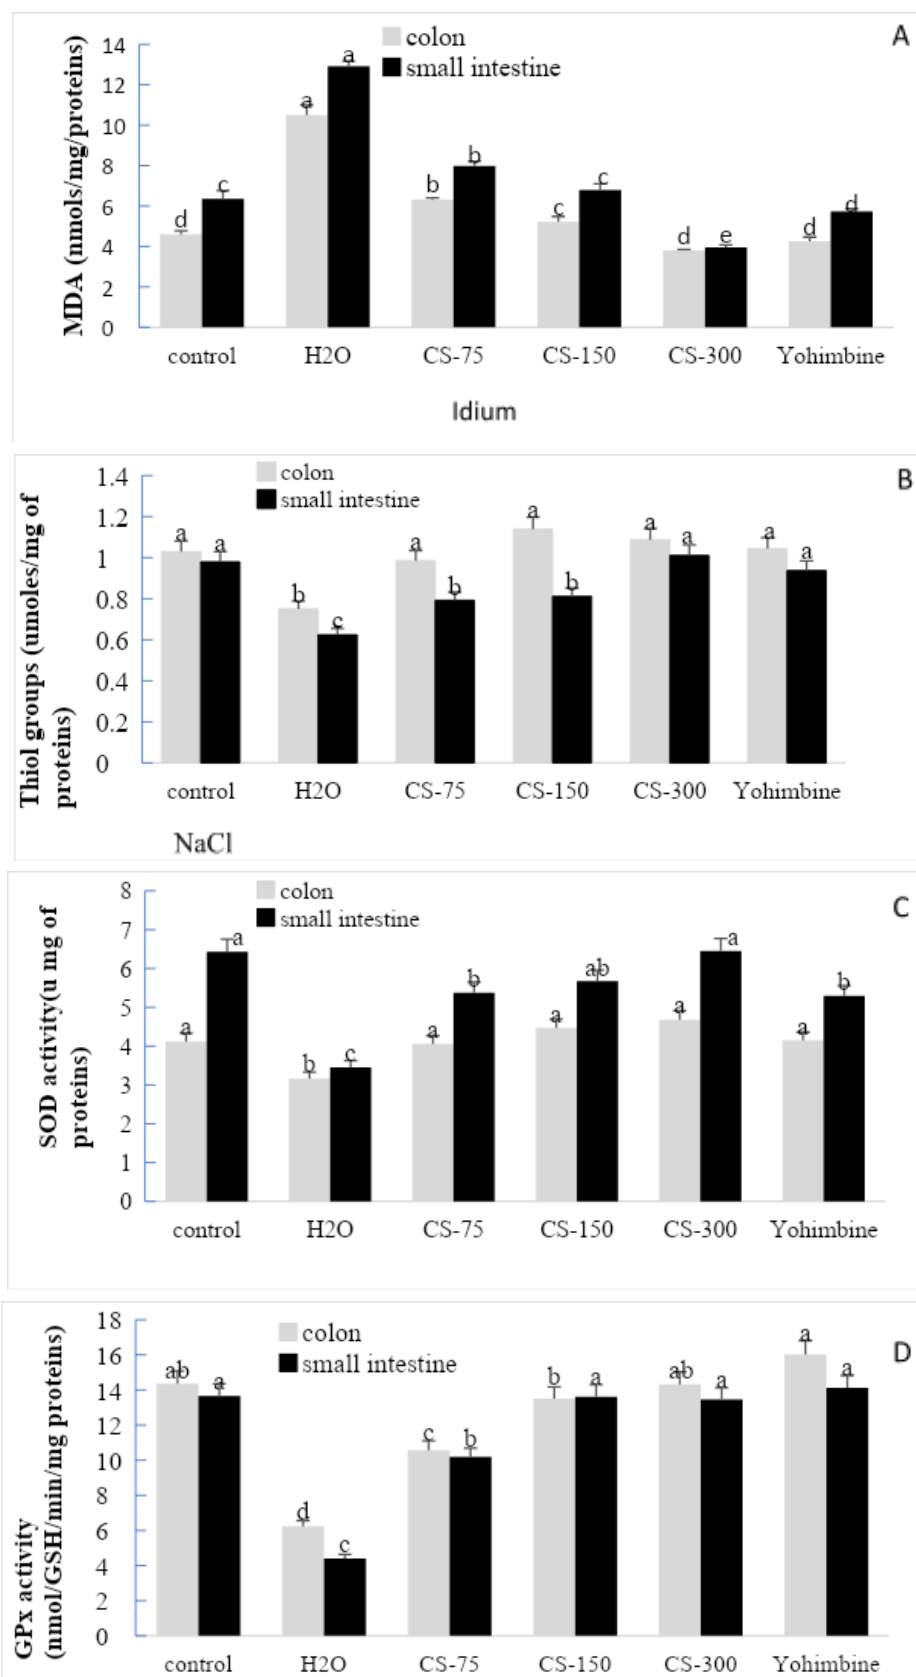 A
colon
small intestine
MDA (nmols/mg/proteins)
14
12
10
8
6
4
2
0
d c a a b b c c d e d d
control H2O CS-75 CS-150 CS-300 Yohimbine
Idium
B
colon
small intestine
Thiol groups (umoles/mg of
proteins)
1.4
1.2
1
0.8
0.6
0.4
0.2
0
a a b c a b a b a a a a
control H2O CS-75 CS-150 CS-300 Yohimbine
NaCl
C
colon
small intestine
SOD activity(u mg of
proteins)
8
7
6
5
4
3
2
1
0
a a b c a b a ab a a a b
control H2O CS-75 CS-150 CS-300 Yohimbine
D
colon
small intestine
GPx activity
(nmol/GSH/min/mg proteins)
18
16
14
12
10
8
6
4
2
0
ab a d c c b b a ab a a a
control H2O CS-75 CS-150 CS-300 Yohimbine